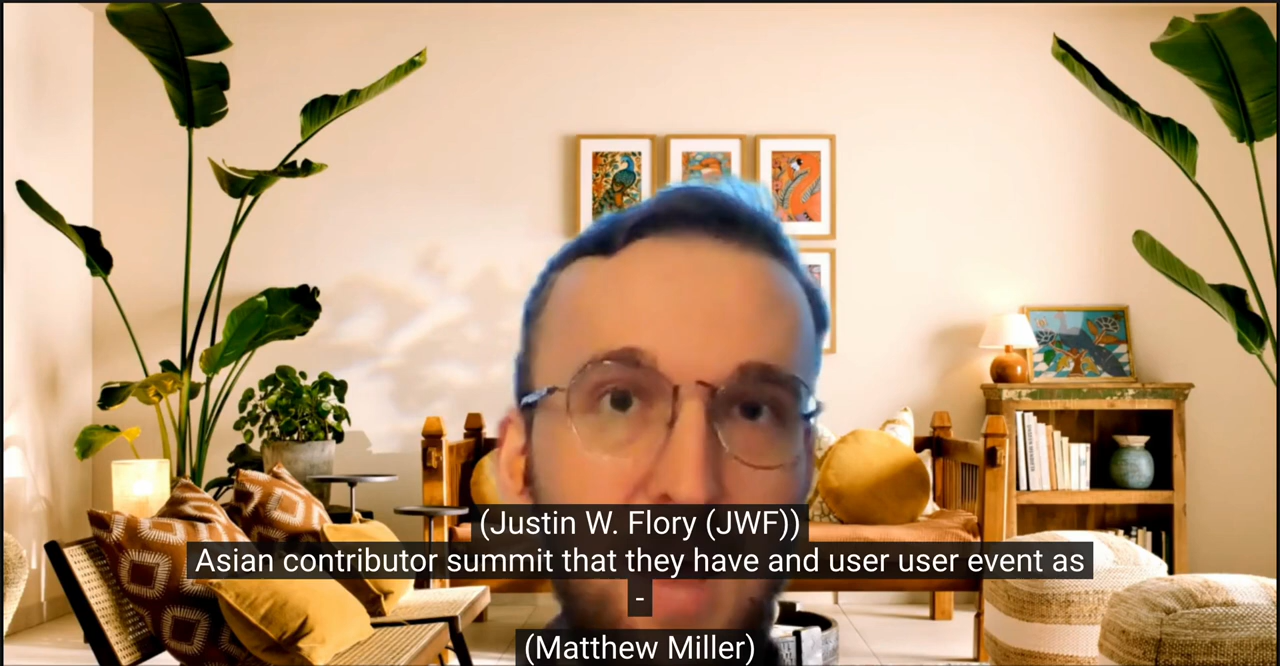 (Justin W. Flory (JWF))
Asian contributor summit that they have and user user event as
-
(Matthew Miller)